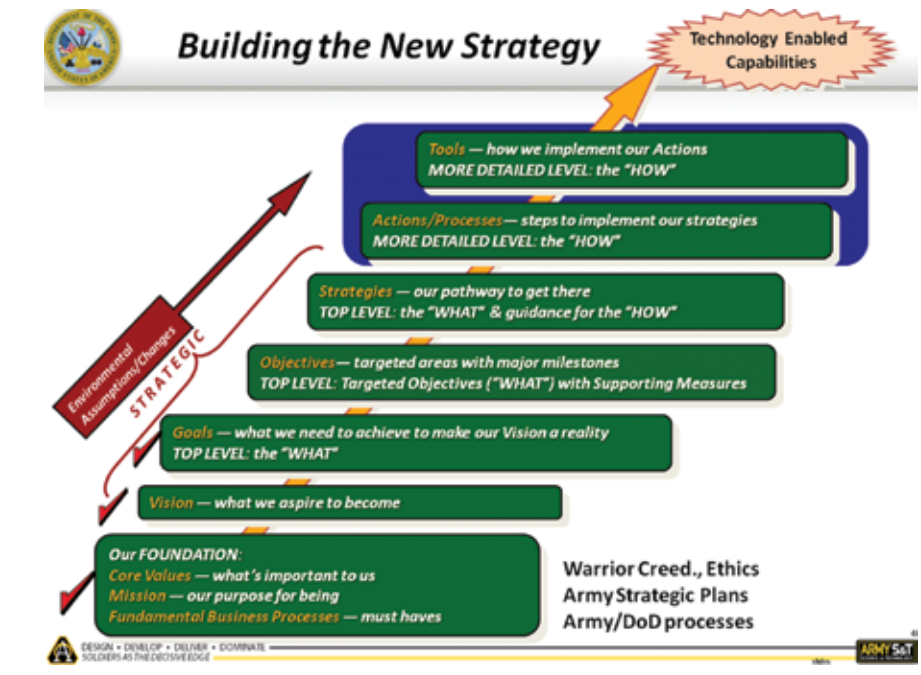 Building the New Strategy
Technology Enabled
Capabilities
Tools — how we implement our Actions
MORE DETAILED LEVEL: the "HOW"
Actions/Processes — steps to implement our strategies
MORE DETAILED LEVEL: the "HOW"
Strategies — our pathway to get there
TOP LEVEL: the "WHAT" & guidance for the "HOW"
Environmental
Assumptions/Changes
STRATEGIC
Objectives — targeted areas with major milestones
TOP LEVEL: Targeted Objectives ("WHAT") with Supporting Measures
Goals — what we need to achieve to make our Vision a reality
TOP LEVEL: the "WHAT"
Vision — what we aspire to become
Our FOUNDATION:
Core Values — what's important to us
Mission — our purpose for being
Fundamental Business Processes — must haves
Warrior Creed., Ethics
Army Strategic Plans
Army/DoD processes
DESIGN • DEVELOP • DELIVER • DOMINATE
SOLDIERS AS THE DECISIVE EDGE
ARMY S&T